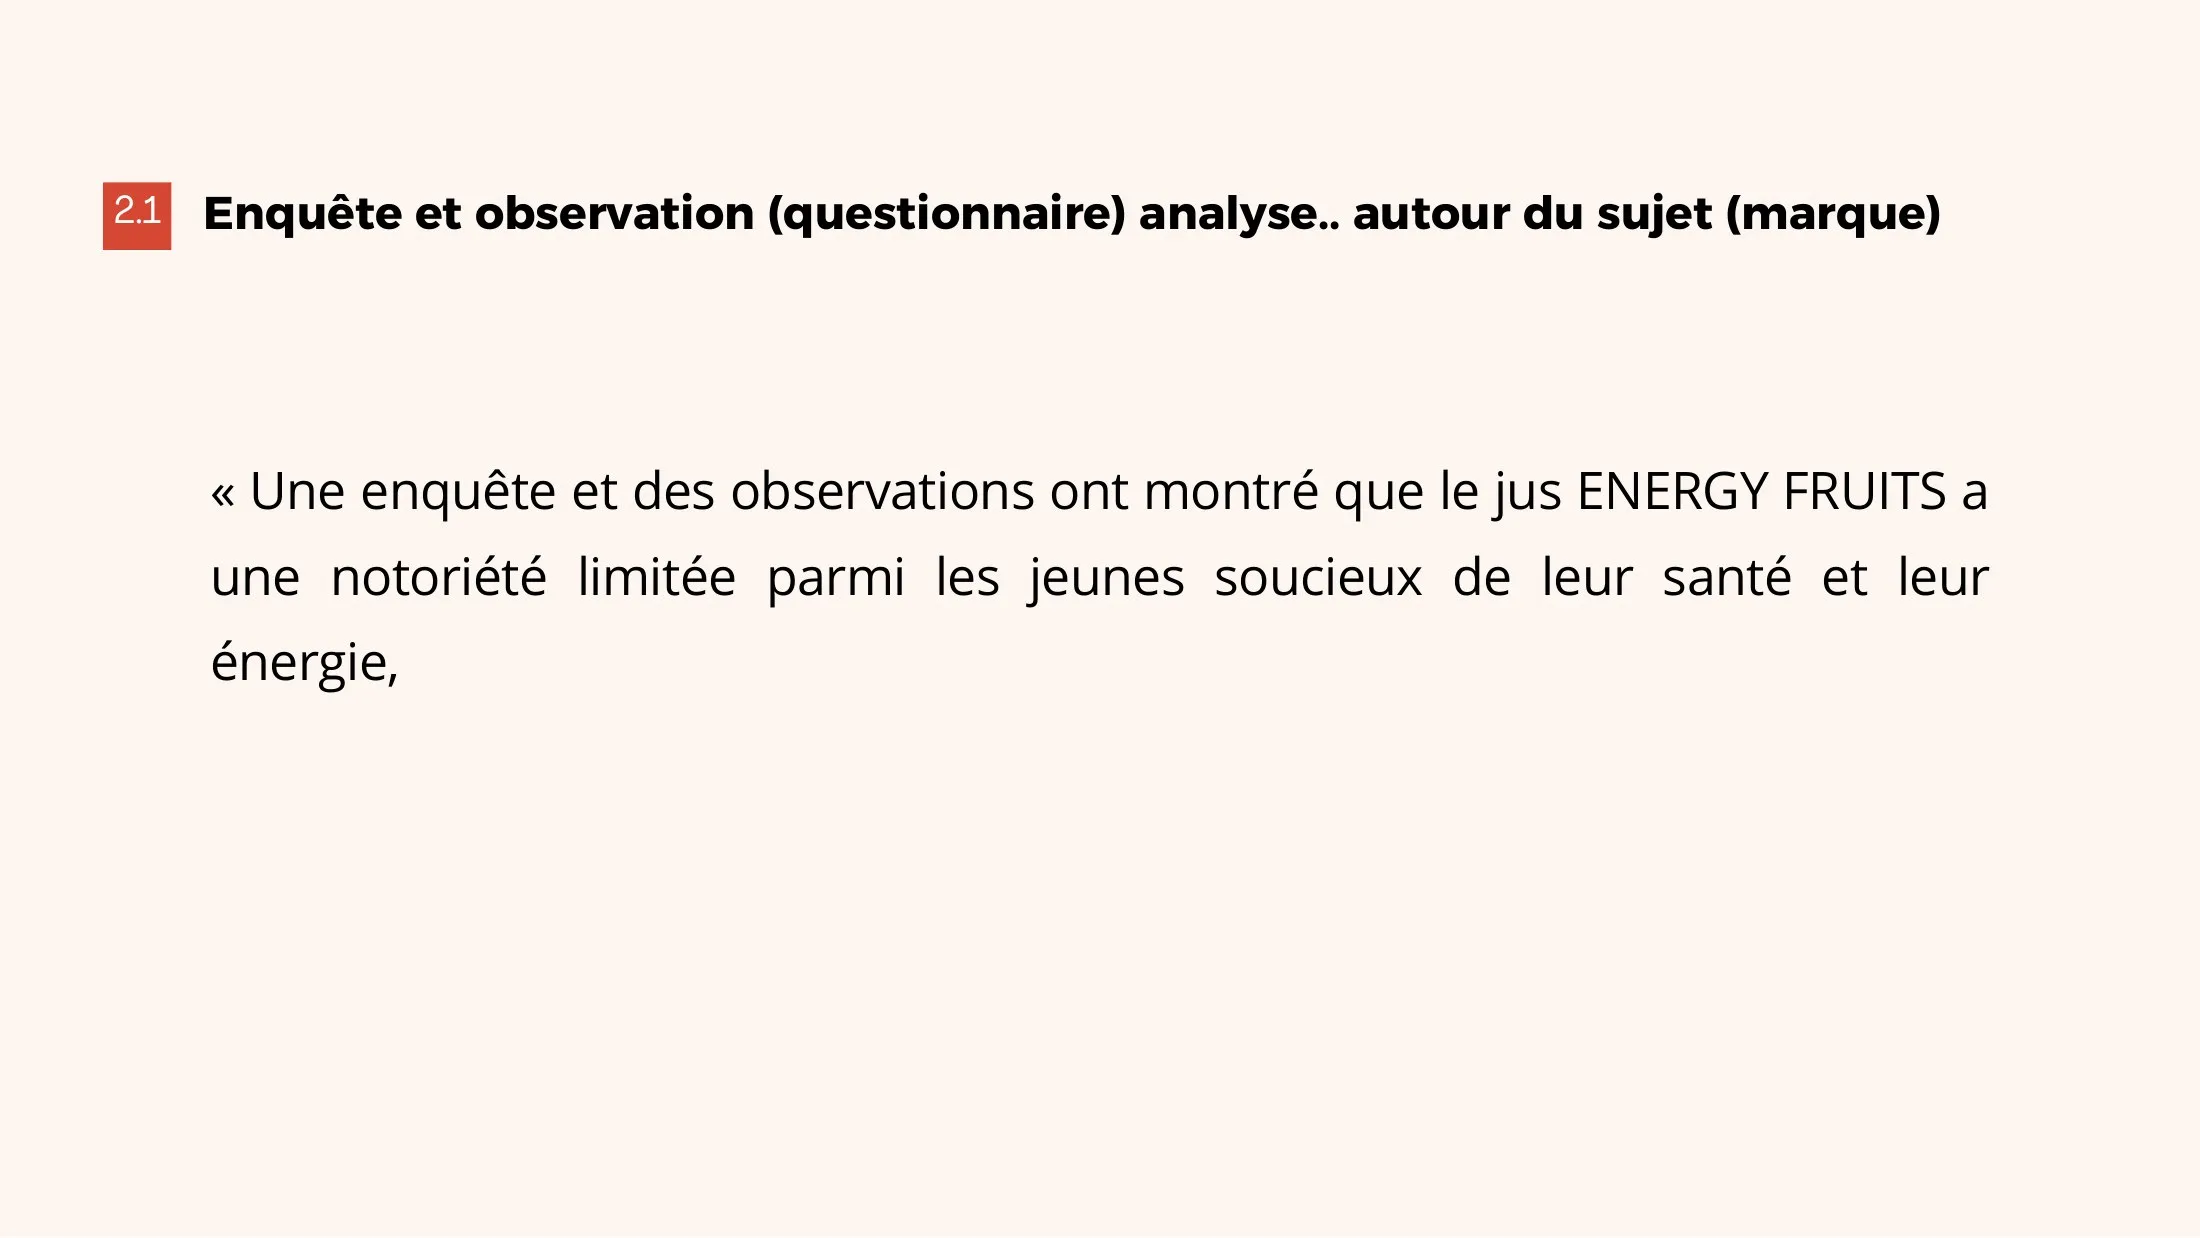 2.1 Enquête et observation (questionnaire) analyse.. autour du sujet (marque)
« Une enquête et des observations ont montré que le jus ENERGY FRUITS a
une notoriété limitée parmi les jeunes soucieux de leur santé et leur
énergie,